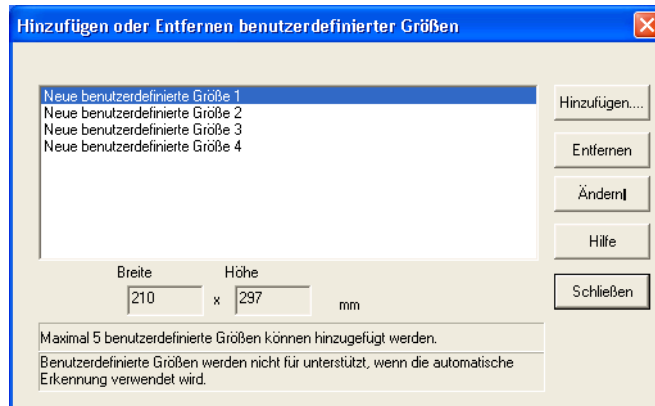 Hinzufügen oder Entfernen benutzerdefinierter Größen
Neue benutzerdefinierte Größe 1
Neue benutzerdefinierte Größe 2
Neue benutzerdefinierte Größe 3
Neue benutzerdefinierte Größe 4
Hinzufügen....
Entfernen
Ändern
Hilfe
Schließen
Breite Höhe
210 x 297 mm
Maximal 5 benutzerdefinierte Größen können hinzugefügt werden.
Benutzerdefinierte Größen werden nicht für unterstützt, wenn die automatische
Erkennung verwendet wird.